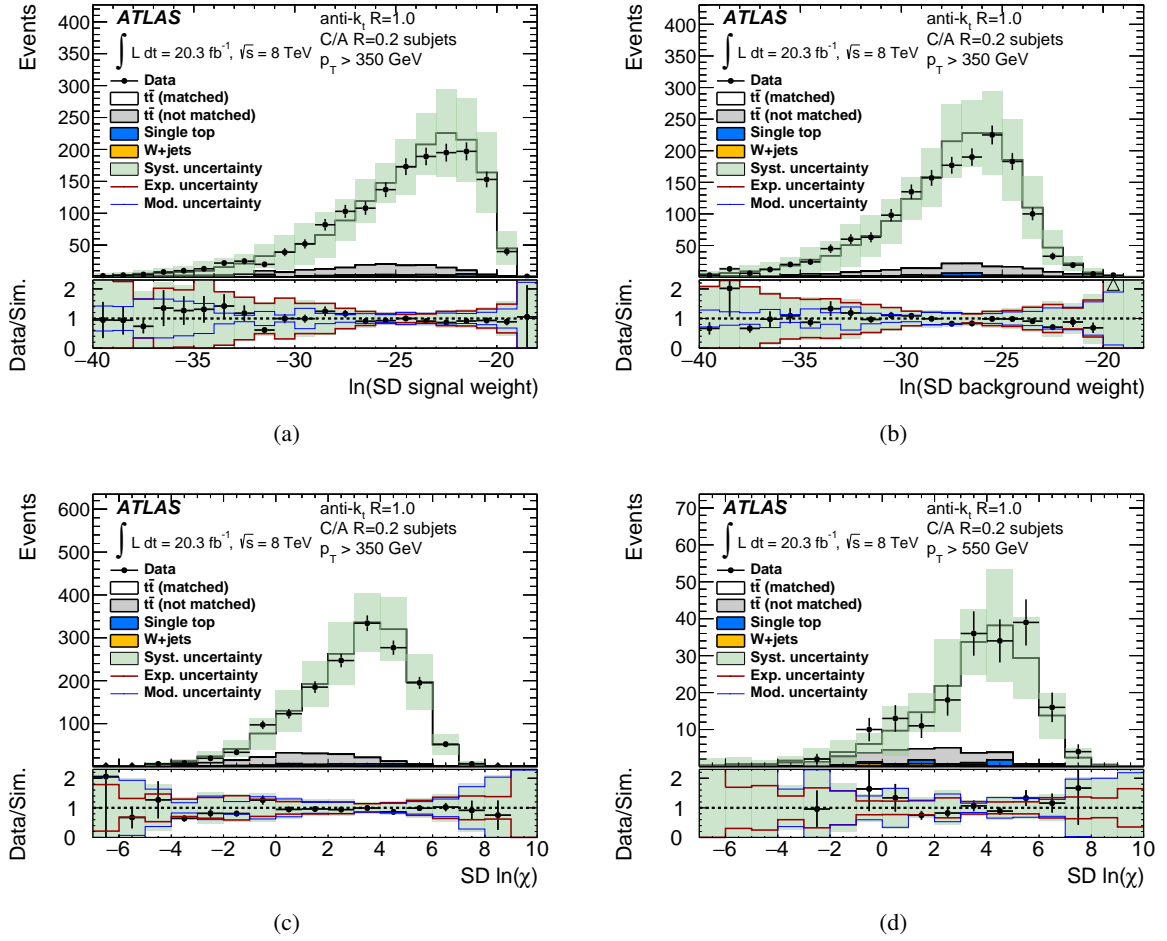 ATLAS
anti-k_t R=1.0
∫ L dt = 20.3 fb⁻¹, √s = 8 TeV
C/A R=0.2 subjets
p_T > 350 GeV
Data
tt̄ (matched)
tt̄ (not matched)
Single top
W+jets
Syst. uncertainty
Exp. uncertainty
Mod. uncertainty
Events
400
350
300
250
200
150
100
50
Data/Sim.
2
1
0
−40 −35 −30 −25 −20
ln(SD signal weight)
(a)
ATLAS
anti-k_t R=1.0
∫ L dt = 20.3 fb⁻¹, √s = 8 TeV
C/A R=0.2 subjets
p_T > 350 GeV
Data
tt̄ (matched)
tt̄ (not matched)
Single top
W+jets
Syst. uncertainty
Exp. uncertainty
Mod. uncertainty
Events
400
350
300
250
200
150
100
50
Data/Sim.
2
1
0
−40 −35 −30 −25 −20
ln(SD background weight)
(b)
ATLAS
anti-k_t R=1.0
∫ L dt = 20.3 fb⁻¹, √s = 8 TeV
C/A R=0.2 subjets
p_T > 350 GeV
Data
tt̄ (matched)
tt̄ (not matched)
Single top
W+jets
Syst. uncertainty
Exp. uncertainty
Mod. uncertainty
Events
600
500
400
300
200
100
Data/Sim.
2
1
0
−6 −4 −2 0 2 4 6 8 10
SD ln(χ)
(c)
ATLAS
anti-k_t R=1.0
∫ L dt = 20.3 fb⁻¹, √s = 8 TeV
C/A R=0.2 subjets
p_T > 550 GeV
Data
tt̄ (matched)
tt̄ (not matched)
Single top
W+jets
Syst. uncertainty
Exp. uncertainty
Mod. uncertainty
Events
70
60
50
40
30
20
10
Data/Sim.
2
1
0
−6 −4 −2 0 2 4 6 8 10
SD ln(χ)
(d)